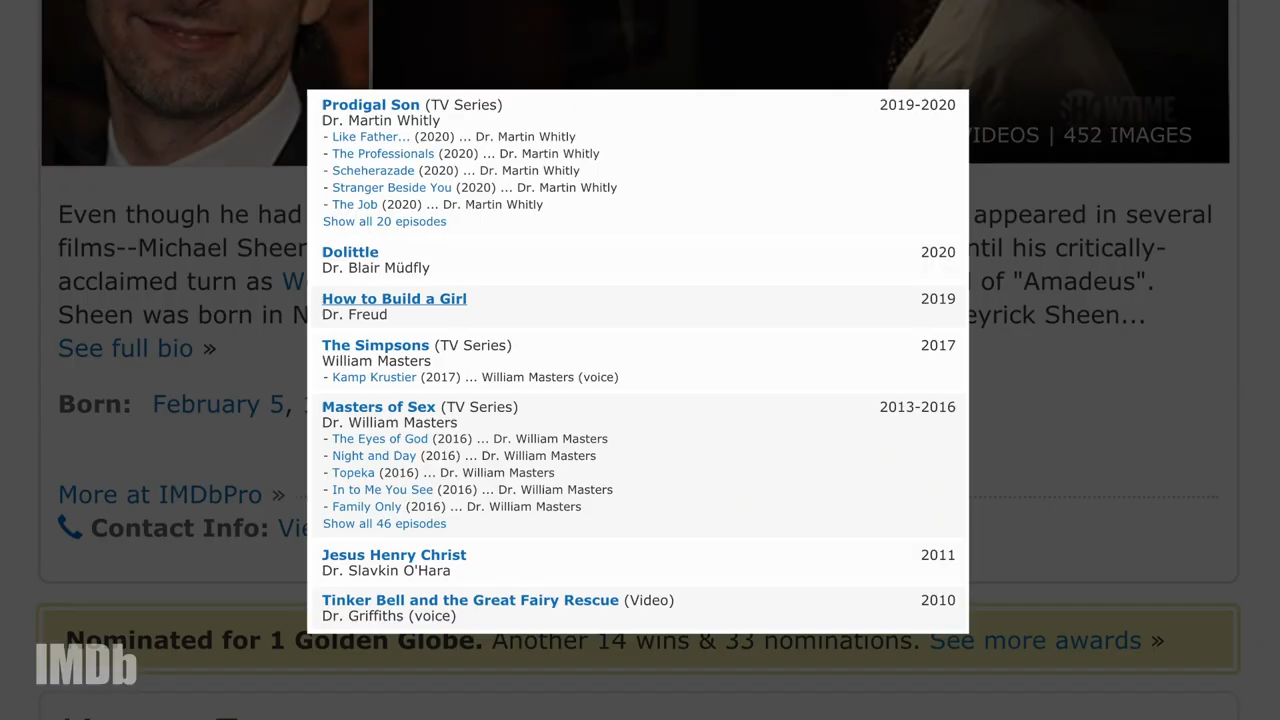 SHOWTIME
VIDEOS | 452 IMAGES
Prodigal Son (TV Series) 2019-2020
Dr. Martin Whitly
- Like Father... (2020) ... Dr. Martin Whitly
- The Professionals (2020) ... Dr. Martin Whitly
- Scheherazade (2020) ... Dr. Martin Whitly
- Stranger Beside You (2020) ... Dr. Martin Whitly
- The Job (2020) ... Dr. Martin Whitly
Show all 20 episodes
Dolittle 2020
Dr. Blair Müdfly
How to Build a Girl 2019
Dr. Freud
The Simpsons (TV Series) 2017
William Masters
- Kamp Krustier (2017) ... William Masters (voice)
Masters of Sex (TV Series) 2013-2016
Dr. William Masters
- The Eyes of God (2016) ... Dr. William Masters
- Night and Day (2016) ... Dr. William Masters
- Topeka (2016) ... Dr. William Masters
- In to Me You See (2016) ... Dr. William Masters
- Family Only (2016) ... Dr. William Masters
Show all 46 episodes
Jesus Henry Christ 2011
Dr. Slavkin O'Hara
Tinker Bell and the Great Fairy Rescue (Video) 2010
Dr. Griffiths (voice)
Even though he had appeared in several
films--Michael Sheen until his critically-
acclaimed turn as of "Amadeus".
Sheen was born in Meyrick Sheen...
See full bio »
Born: February 5,
More at IMDbPro »
Contact Info:
Nominated for 1 Golden Globe. Another 14 wins & 33 nominations. See more awards »
IMDb